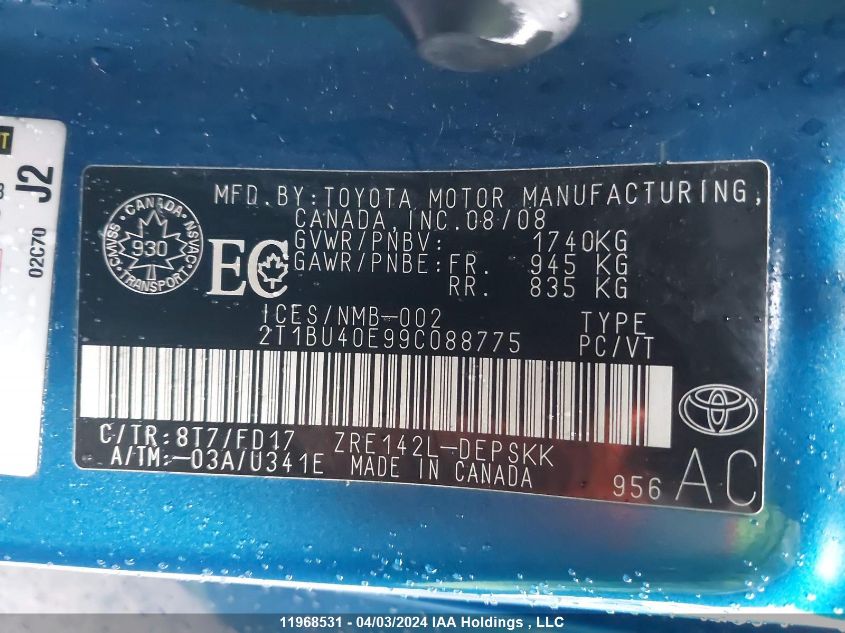 MFD. BY: TOYOTA MOTOR MANUFACTURING,
CANADA, INC. 08/08
GVWR/PNBV: 1740KG
GAWR/PNBE: FR. 945 KG
RR. 835 KG
CANADA
CMVSS NSVAC
930
TRANSPORT
EC
ICES/NMB-002
2T1BU40E99C088775
TYPE
PC/VT
C/TR: 8T7/FD17 ZRE142L-DEPSKK
A/TM: -03A/U341E MADE IN CANADA
956 AC
J2
02C70
11968531 - 04/03/2024 IAA Holdings , LLC